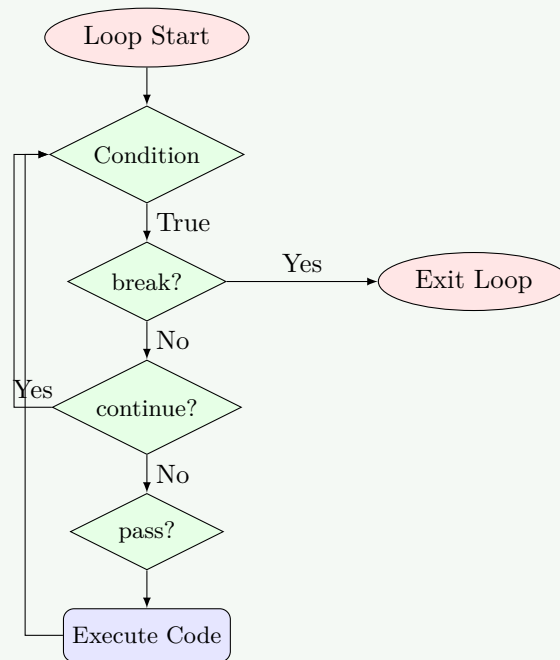 Loop Start
Condition
True
break?
Yes
Exit Loop
No
Yes
continue?
No
pass?
Execute Code